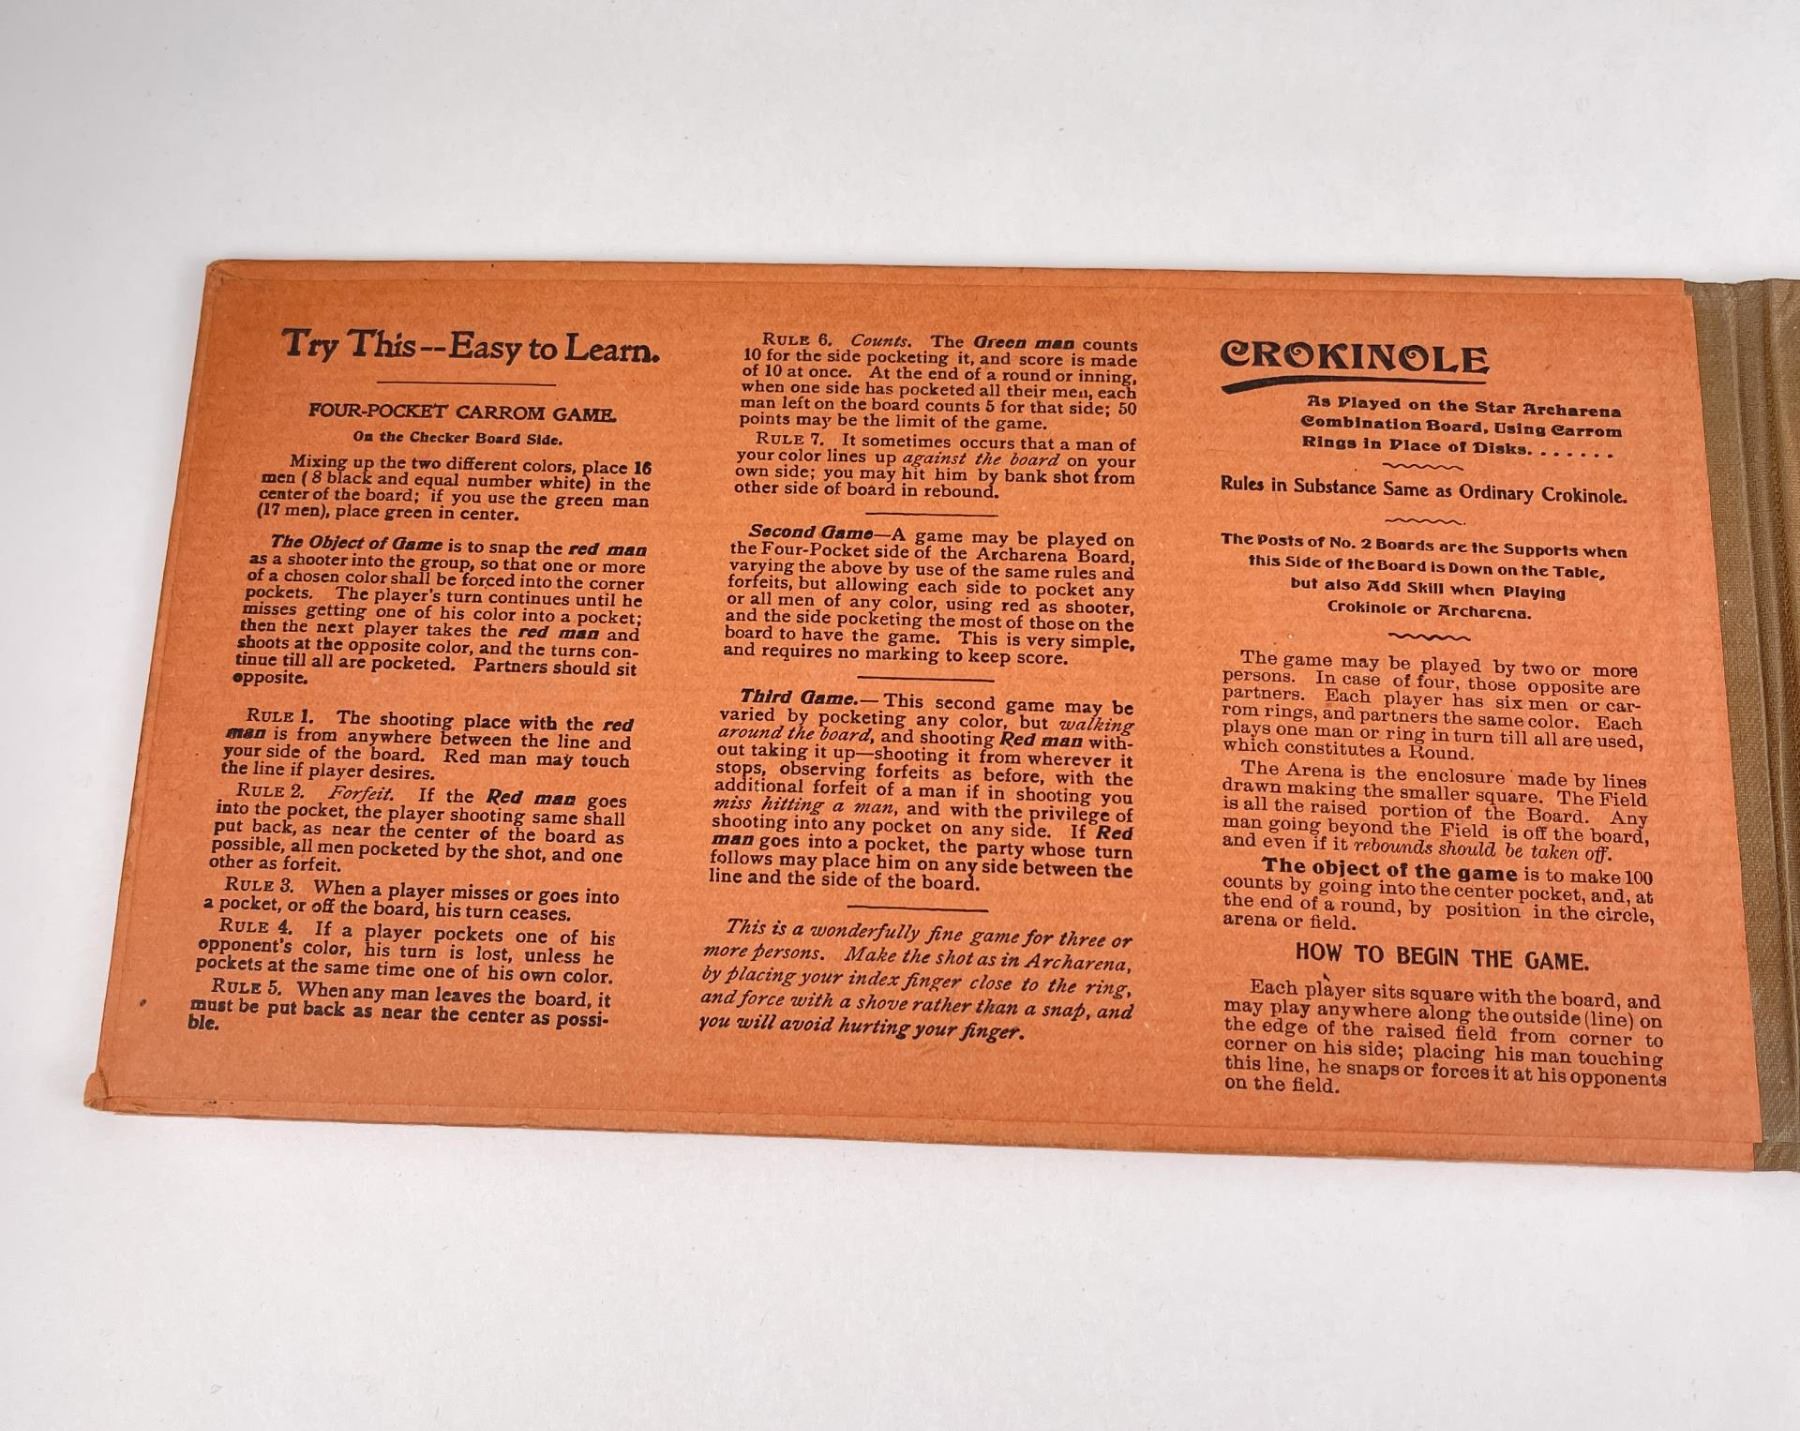 Try This--Easy to Learn.
FOUR-POCKET CARROM GAME.
On the Checker Board Side.
Mixing up the two different colors, place 16
men ( 8 black and equal number white) in the
center of the board; if you use the green man
(17 men), place green in center.
The Object of Game is to snap the red man
as a shooter into the group, so that one or more
of a chosen color shall be forced into the corner
pockets. The player's turn continues until he
misses getting one of his color into a pocket;
then the next player takes the red man and
shoots at the opposite color, and the turns con-
tinue till all are pocketed. Partners should sit
opposite.
RULE 1. The shooting place with the red
man is from anywhere between the line and
your side of the board. Red man may touch
the line if player desires.
RULE 2. Forfeit. If the Red man goes
into the pocket, the player shooting same shall
put back, as near the center of the board as
possible, all men pocketed by the shot, and one
other as forfeit.
RULE 3. When a player misses or goes into
a pocket, or off the board, his turn ceases.
RULE 4. If a player pockets one of his
opponent's color, his turn is lost, unless he
pockets at the same time one of his own color.
RULE 5. When any man leaves the board, it
must be put back as near the center as possi-
ble.
RULE 6. Counts. The Green man counts
10 for the side pocketing it, and score is made
of 10 at once. At the end of a round or inning,
when one side has pocketed all their men, each
man left on the board counts 5 for that side; 50
points may be the limit of the game.
RULE 7. It sometimes occurs that a man of
your color lines up against the board on your
own side; you may hit him by bank shot from
other side of board in rebound.
Second Game—A game may be played on
the Four-Pocket side of the Archarena Board,
varying the above by use of the same rules and
forfeits, but allowing each side to pocket any
or all men of any color, using red as shooter,
and the side pocketing the most of those on the
board to have the game. This is very simple,
and requires no marking to keep score.
Third Game.—This second game may be
varied by pocketing any color, but walking
around the board, and shooting Red man with-
out taking it up—shooting it from wherever it
stops, observing forfeits as before, with the
additional forfeit of a man if in shooting you
miss hitting a man, and with the privilege of
shooting into any pocket on any side. If Red
man goes into a pocket, the party whose turn
follows may place him on any side between the
line and the side of the board.
This is a wonderfully fine game for three or
more persons. Make the shot as in Archarena,
by placing your index finger close to the ring,
and force with a shove rather than a snap, and
you will avoid hurting your finger.
CROKINOLE
As Played on the Star Archarena
Combination Board, Using Carrom
Rings in Place of Disks.......
Rules in Substance Same as Ordinary Crokinole.
The Posts of No. 2 Boards are the Supports when
this Side of the Board is Down on the Table,
but also Add Skill when Playing
Crokinole or Archarena.
The game may be played by two or more
persons. In case of four, those opposite are
partners. Each player has six men or car-
rom rings, and partners the same color. Each
plays one man or ring in turn till all are used,
which constitutes a Round.
The Arena is the enclosure made by lines
drawn making the smaller square. The Field
is all the raised portion of the Board. Any
man going beyond the Field is off the board,
and even if it rebounds should be taken off.
The object of the game is to make 100
counts by going into the center pocket, and, at
the end of a round, by position in the circle,
arena or field.
HOW TO BEGIN THE GAME.
Each player sits square with the board, and
may play anywhere along the outside (line) on
the edge of the raised field from corner to
corner on his side; placing his man touching
this line, he snaps or forces it at his opponents
on the field.